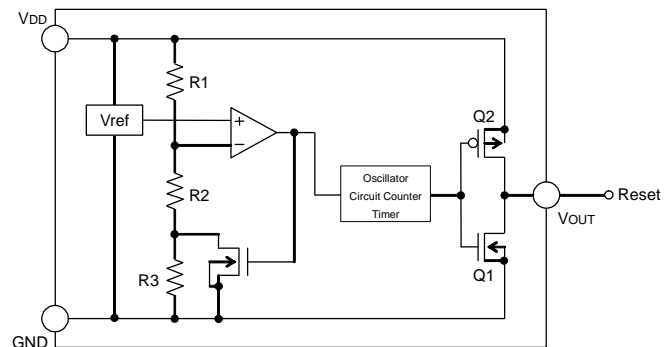 VDD
R1
Q2
Vref
+
−
Oscillator
Circuit Counter
Timer
R2
Reset
VOUT
R3
Q1
GND